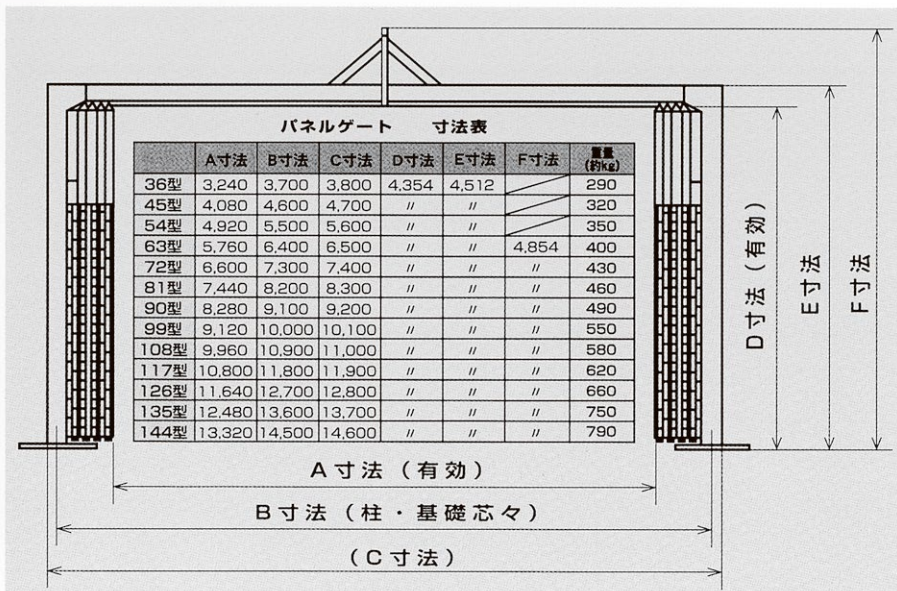 パネルゲート 寸法表
A寸法 B寸法 C寸法 D寸法 E寸法 F寸法 重量(約kg)
36型 3,240 3,700 3,800 4,354 4,512 290
45型 4,080 4,600 4,700 〃 〃 320
54型 4,920 5,500 5,600 〃 〃 350
63型 5,760 6,400 6,500 〃 〃 4,854 400
72型 6,600 7,300 7,400 〃 〃 〃 430
81型 7,440 8,200 8,300 〃 〃 〃 460
90型 8,280 9,100 9,200 〃 〃 〃 490
99型 9,120 10,000 10,100 〃 〃 〃 550
108型 9,960 10,900 11,000 〃 〃 〃 580
117型 10,800 11,800 11,900 〃 〃 〃 620
126型 11,640 12,700 12,800 〃 〃 〃 660
135型 12,480 13,600 13,700 〃 〃 〃 750
144型 13,320 14,500 14,600 〃 〃 〃 790
D寸法(有効)
E寸法
F寸法
A寸法(有効)
B寸法(柱・基礎芯々)
(C寸法)